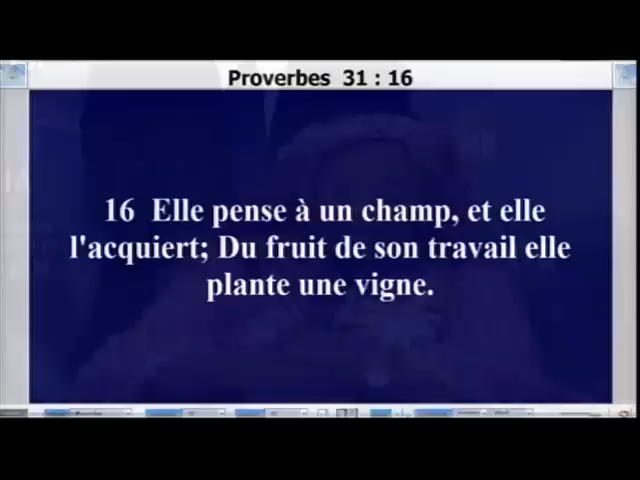 Proverbes 31 : 16
16 Elle pense à un champ, et elle
l'acquiert; Du fruit de son travail elle
plante une vigne.